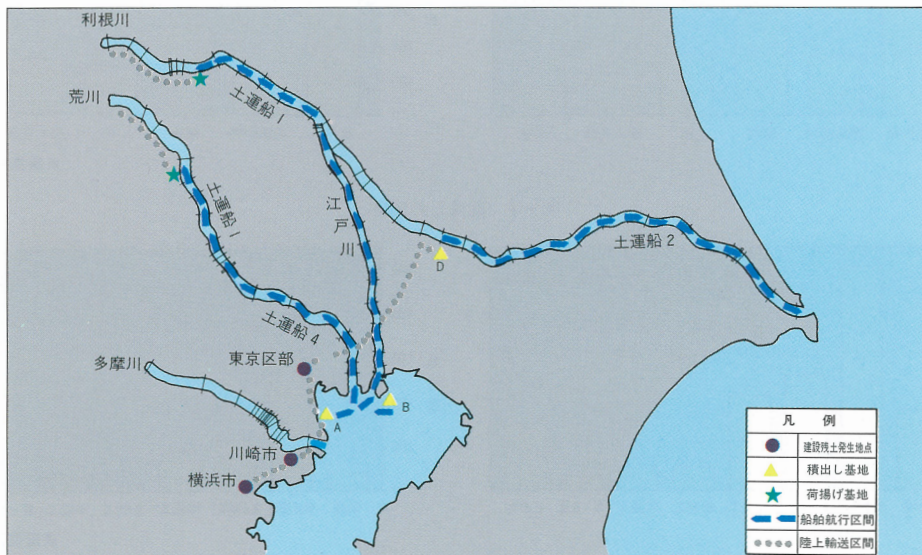 利根川
荒川
土運船1
土運船1
江戸川
土運船2
D
土運船4
東京区部
多摩川
A
B
川崎市
横浜市
凡 例
建設残土発生地点
積出し基地
荷揚げ基地
船舶航行区間
陸上輸送区間